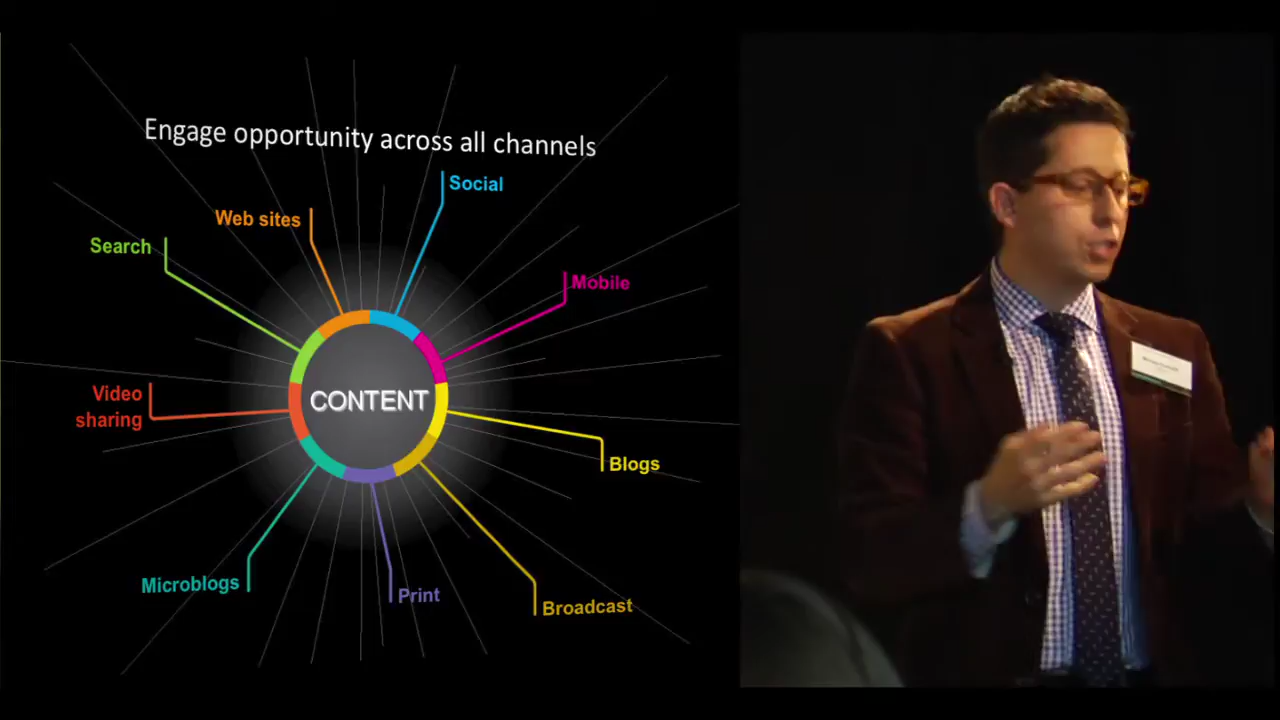 Engage opportunity across all channels
Social
Web sites
Search
Mobile
CONTENT
Video
sharing
Blogs
Microblogs
Print
Broadcast